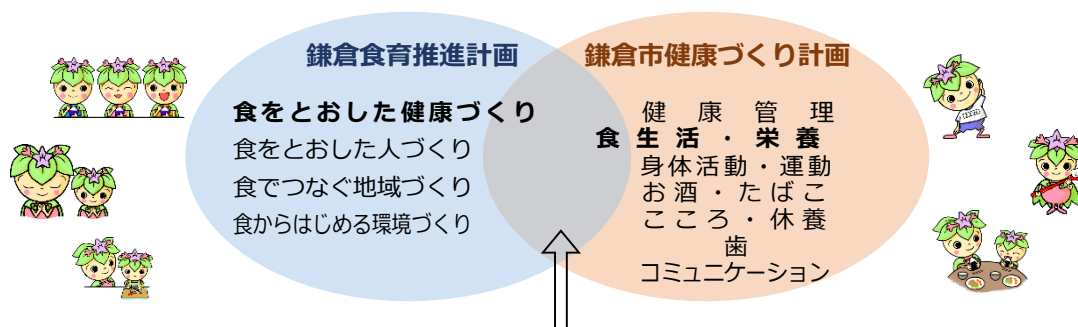 鎌倉食育推進計画
食をとおした健康づくり
食をとおした人づくり
食でつなぐ地域づくり
食からはじめる環境づくり
鎌倉市健康づくり計画
健康管理
食生活・栄養
身体活動・運動
お酒・たばこ
こころ・休養
歯
コミュニケーション